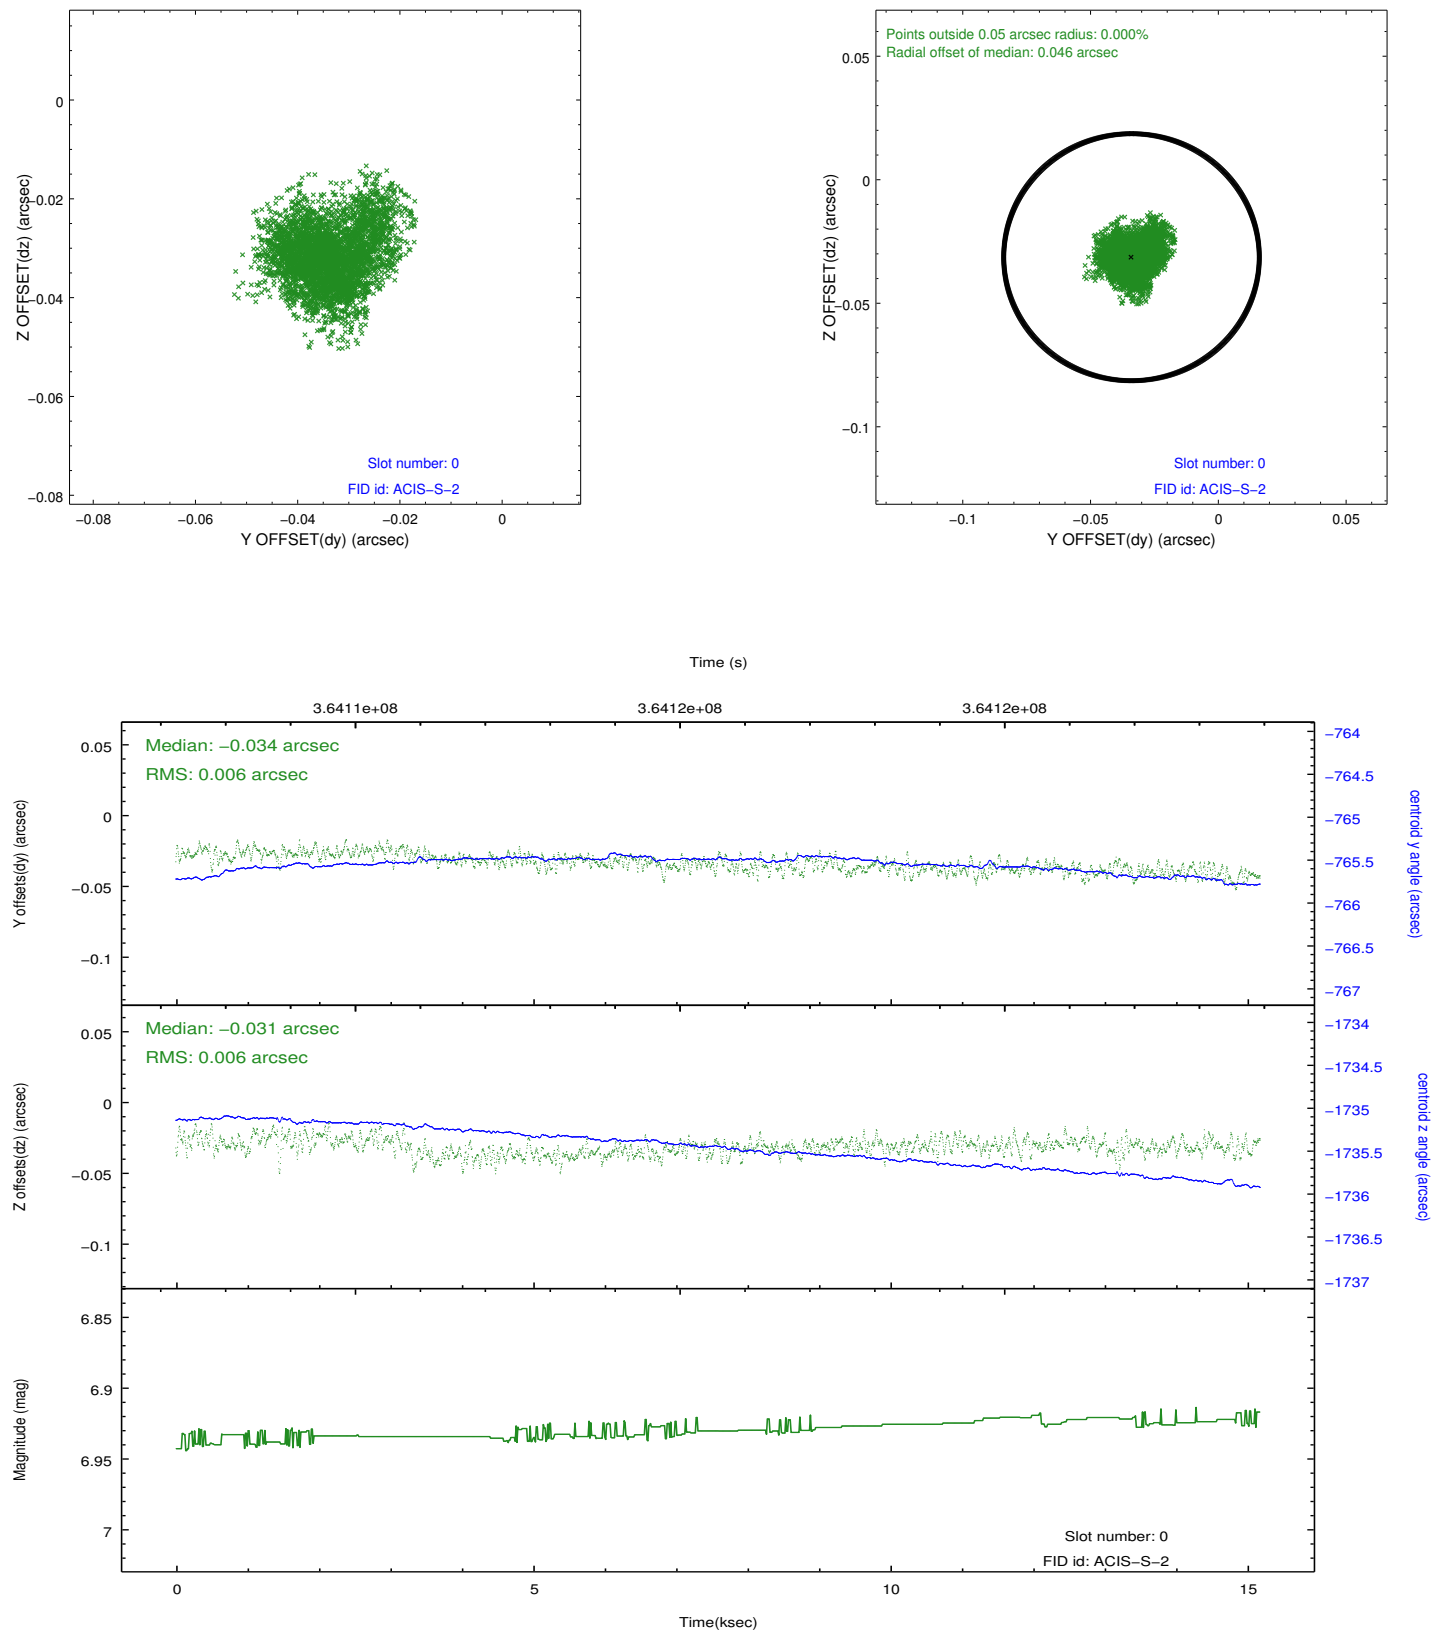 0
−0.02
−0.04
−0.06
−0.08
Z OFFSET(dz) (arcsec)
Slot number: 0
FID id: ACIS−S−2
−0.08 −0.06 −0.04 −0.02 0
Y OFFSET(dy) (arcsec)
Points outside 0.05 arcsec radius: 0.000%
Radial offset of median: 0.046 arcsec
0.05
0
−0.05
−0.1
Z OFFSET(dz) (arcsec)
Slot number: 0
FID id: ACIS−S−2
−0.1 −0.05 0 0.05
Y OFFSET(dy) (arcsec)
Time (s)
3.6411e+08 3.6412e+08 3.6412e+08
Median: −0.034 arcsec
RMS: 0.006 arcsec
0.05
0
−0.05
−0.1
Y offsets(dy) (arcsec)
−764
−764.5
−765
−765.5
−766
−766.5
−767
centroid y angle (arcsec)
Median: −0.031 arcsec
RMS: 0.006 arcsec
0.05
0
−0.05
−0.1
Z offsets(dz) (arcsec)
−1734
−1734.5
−1735
−1735.5
−1736
−1736.5
−1737
centroid z angle (arcsec)
6.85
6.9
6.95
7
Magnitude (mag)
Slot number: 0
FID id: ACIS−S−2
0 5 10 15
Time(ksec)